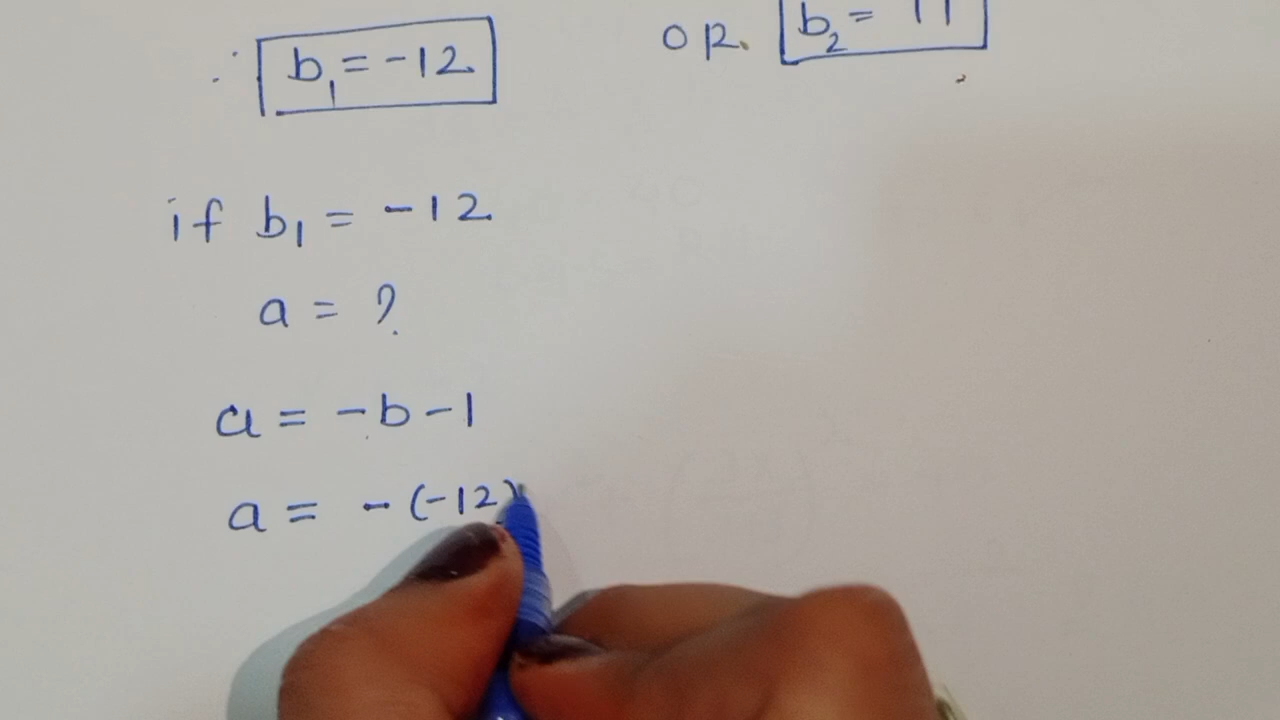 ∴ b₁ = -12 or b₂ = 11
if b₁ = -12
a = ?
a = -b-1
a = -(-12)